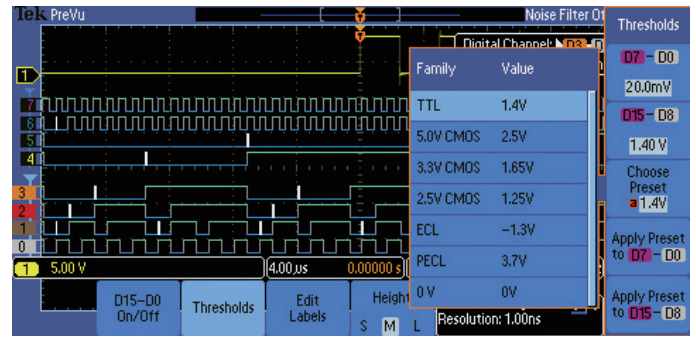 Tek PreVu
Noise Filter Of
Thresholds
Digital Channel: D3
D7 – D0
20.0mV
D15 – D8
1.40 V
Choose
Preset
a 1.4V
Apply Preset
to D7 – D0
Apply Preset
to D15 – D8
Family Value
TTL 1.4V
5.0V CMOS 2.5V
3.3V CMOS 1.65V
2.5V CMOS 1.25V
ECL −1.3V
PECL 3.7V
0 V 0V
1
7
6
5
4
3
2
1
0
1 5.00 V 4.00µs 0.00000 s
D15–D0
On/Off
Thresholds
Edit
Labels
Height
S M L
Resolution: 1.00ns